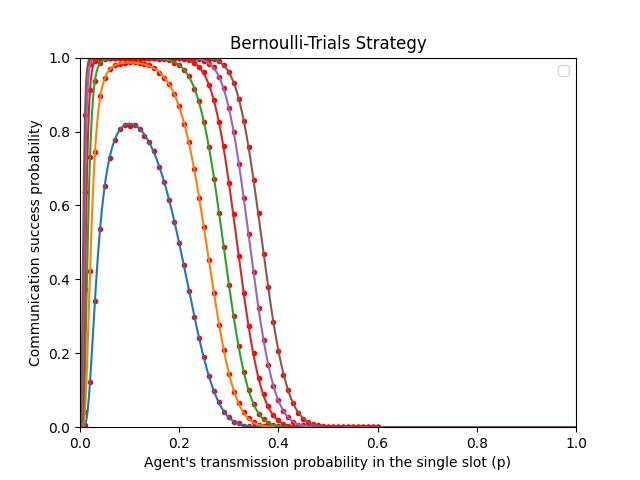 Bernoulli-Trials Strategy
Communication success probability
1.0
0.8
0.6
0.4
0.2
0.0
0.0 0.2 0.4 0.6 0.8 1.0
Agent's transmission probability in the single slot (p)